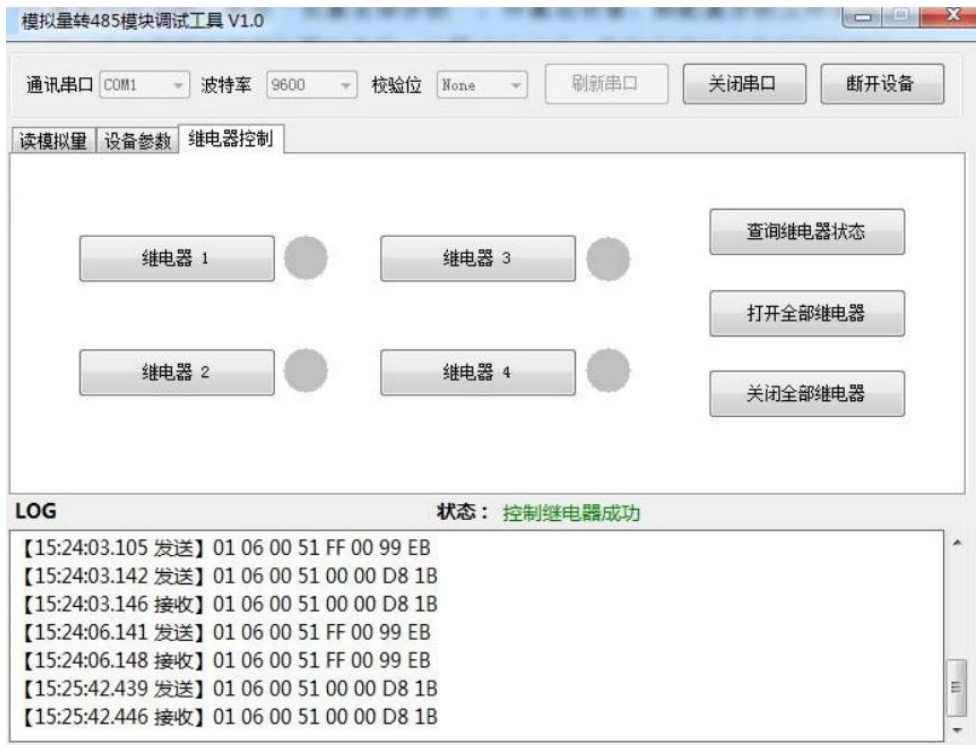 模拟量转485模块调试工具 V1.0
通讯串口 COM1 波特率 9600 校验位 None 刷新串口 关闭串口 断开设备
读模拟量 设备参数 继电器控制
继电器 1 继电器 3 查询继电器状态
打开全部继电器
继电器 2 继电器 4
关闭全部继电器
LOG 状态： 控制继电器成功
【15:24:03.105 发送】01 06 00 51 FF 00 99 EB
【15:24:03.142 发送】01 06 00 51 00 00 D8 1B
【15:24:03.146 接收】01 06 00 51 00 00 D8 1B
【15:24:06.141 发送】01 06 00 51 FF 00 99 EB
【15:24:06.148 接收】01 06 00 51 FF 00 99 EB
【15:25:42.439 发送】01 06 00 51 00 00 D8 1B
【15:25:42.446 接收】01 06 00 51 00 00 D8 1B